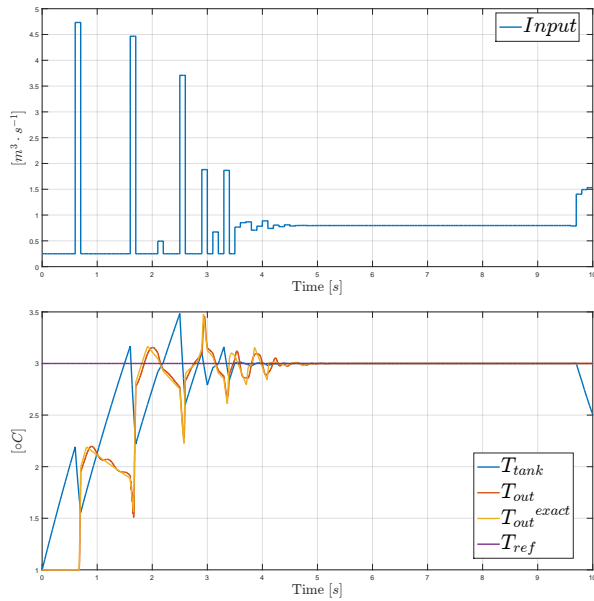 5
4.5
4
3.5
3
2.5
2
1.5
1
0.5
0
[m³ · s⁻¹]
Input
0 1 2 3 4 5 6 7 8 9 10
Time [s]
3.5
3
2.5
2
1.5
1
[∘C]
T_tank
T_out
T_out^exact
T_ref
0 1 2 3 4 5 6 7 8 9 10
Time [s]